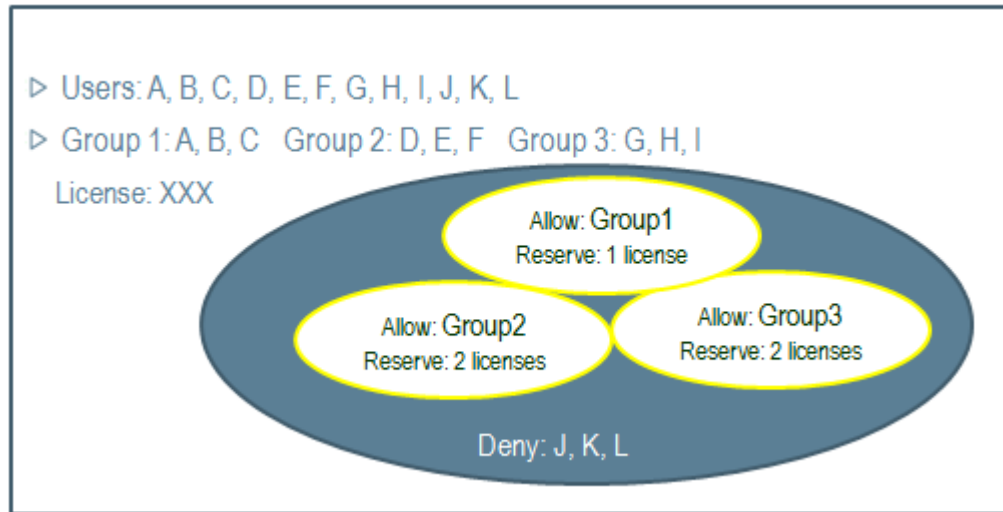 ▷ Users: A, B, C, D, E, F, G, H, I, J, K, L
▷ Group 1: A, B, C Group 2: D, E, F Group 3: G, H, I
License: XXX
Allow: Group1
Reserve: 1 license
Allow: Group2
Reserve: 2 licenses
Allow: Group3
Reserve: 2 licenses
Deny: J, K, L